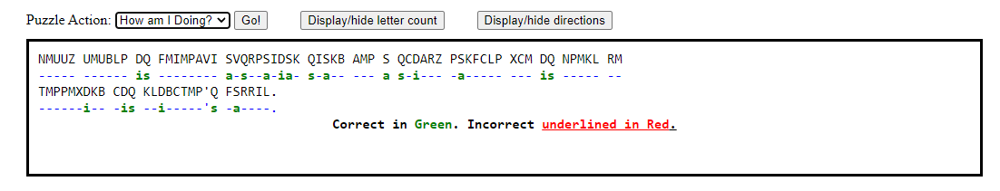 Puzzle Action: How am I Doing? Go! Display/hide letter count Display/hide directions
NMUUZ UMUBLP DQ FMIMPAVI SVQRPSIDSK QISKB AMP S QCDARZ PSKFCLP XCM DQ NPMKL RM
----- ------ is -------- a-s--a-ia- s-a-- --- a s-i--- -a----- --- is ----- --
TMPPMXDKB CDQ KLDBCTMP'Q FSRRIL.
------i-- -is --i-----'s -a----.
Correct in Green. Incorrect underlined in Red.